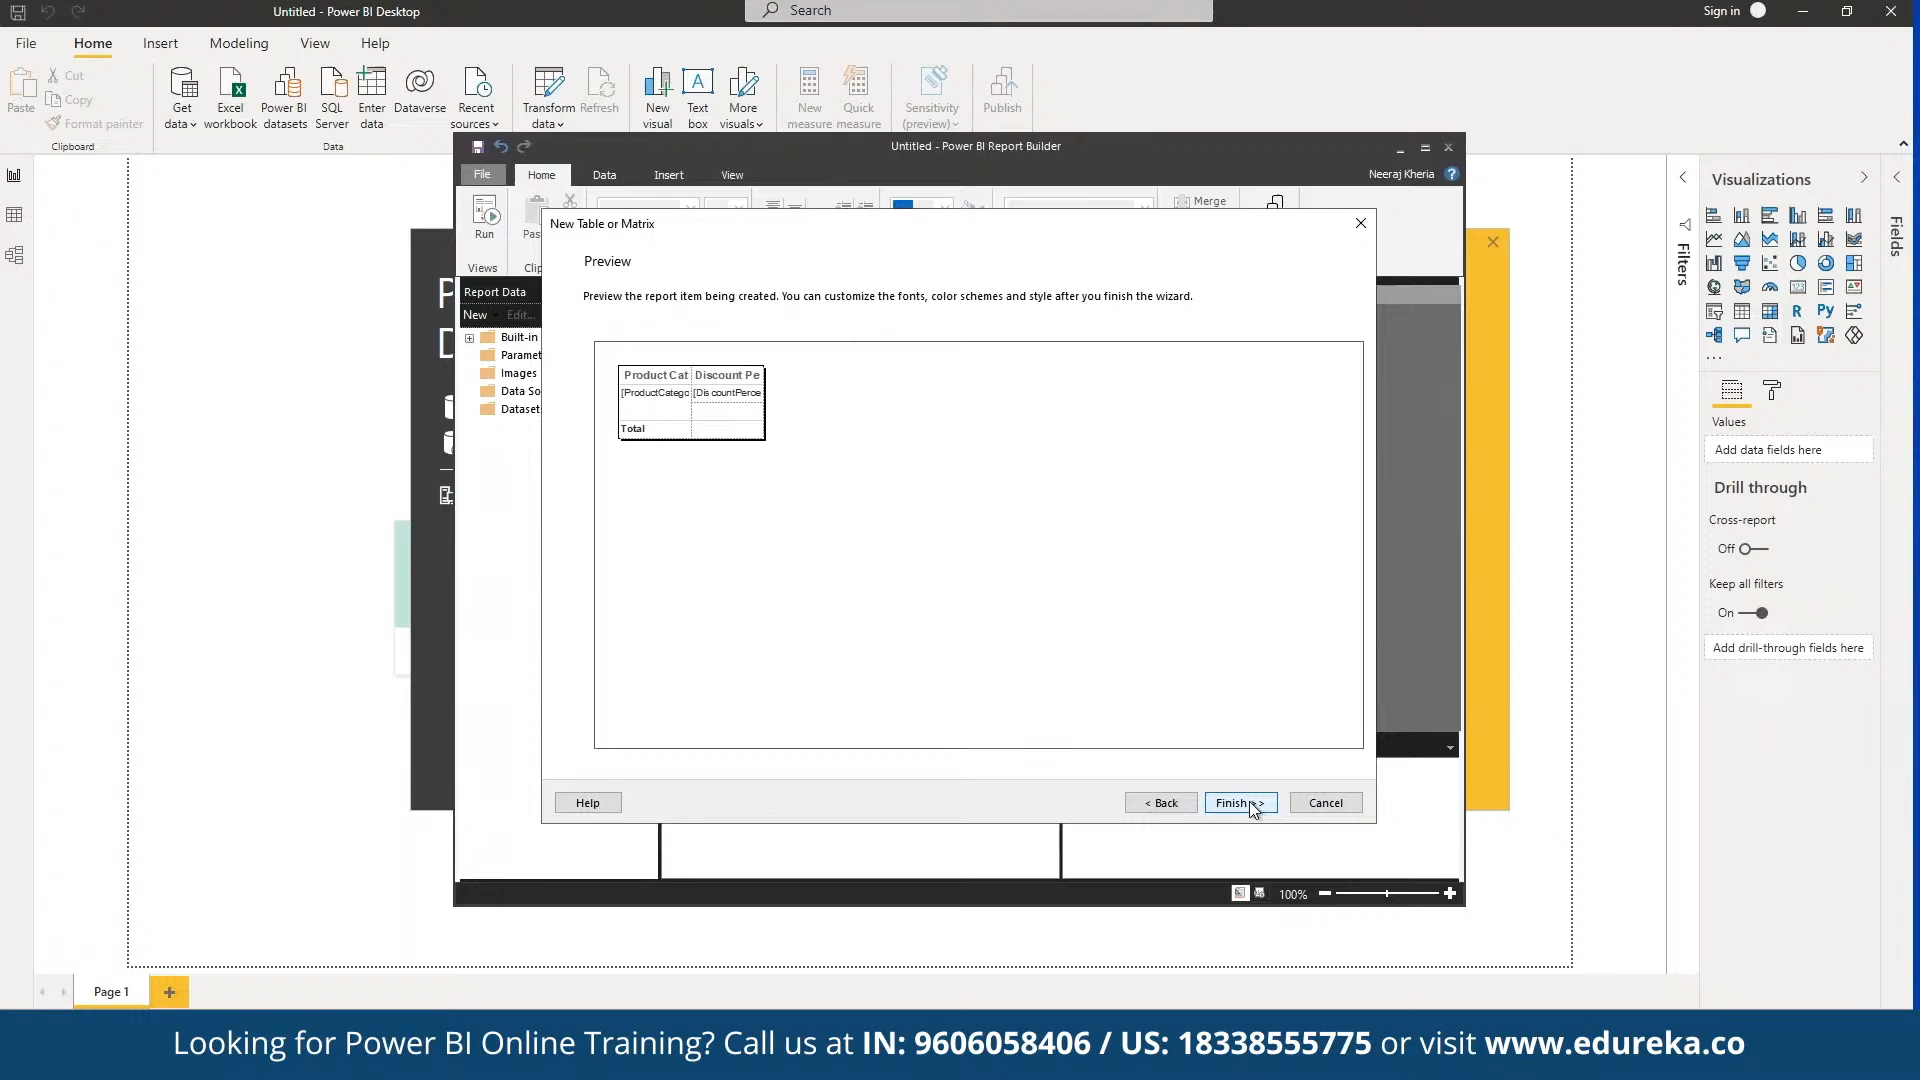 Untitled - Power BI Desktop
Search
Sign in
File Home Insert Modeling View Help
Paste
Cut
Copy
Format painter
Clipboard
Get data
Excel workbook
Power BI datasets
SQL Server
Enter data
Dataverse
Recent sources
Data
Transform data
Refresh
New visual
Text box
More visuals
New measure
Quick measure
Sensitivity (preview)
Publish
Untitled - Power BI Report Builder
File Home Data Insert View
Neeraj Kheria
Run
Views
Merge
Report Data
New Edit...
Built-in
Images
New Table or Matrix
Preview
Preview the report item being created. You can customize the fonts, color schemes and style after you finish the wizard.
Product Cat Discount Pe
[ProductCatego [DiscountPerce
Total
Help
< Back
Finish >>
Cancel
100%
Filters
Visualizations
Fields
R Py
...
Values
Add data fields here
Drill through
Cross-report
Off
Keep all filters
On
Add drill-through fields here
Page 1
Looking for Power BI Online Training? Call us at IN: 9606058406 / US: 18338555775 or visit www.edureka.co